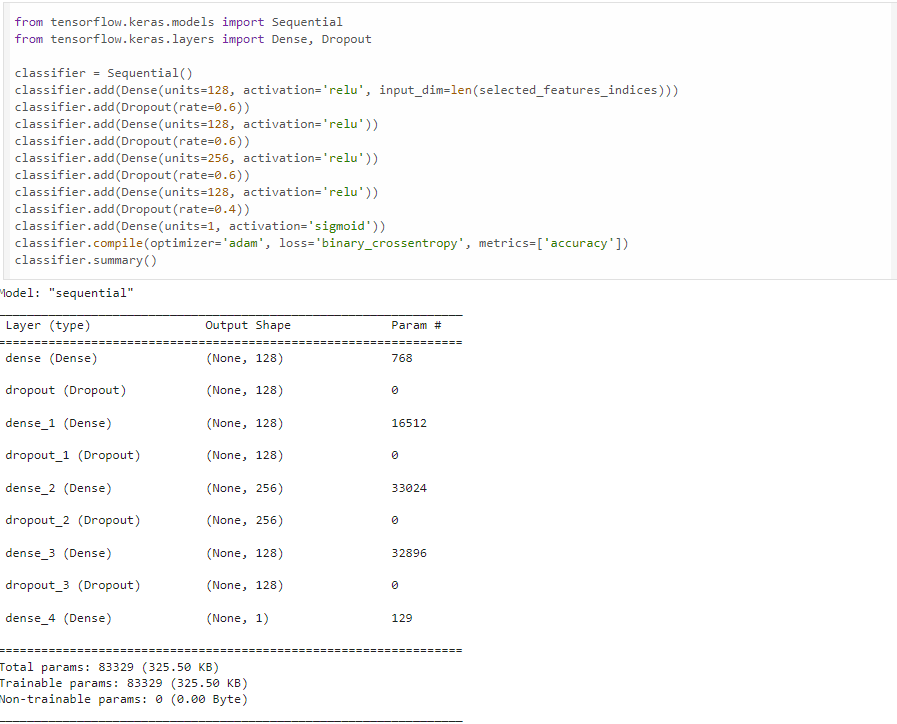 from tensorflow.keras.models import Sequential
from tensorflow.keras.layers import Dense, Dropout
classifier = Sequential()
classifier.add(Dense(units=128, activation='relu', input_dim=len(selected_features_indices)))
classifier.add(Dropout(rate=0.6))
classifier.add(Dense(units=128, activation='relu'))
classifier.add(Dropout(rate=0.6))
classifier.add(Dense(units=256, activation='relu'))
classifier.add(Dropout(rate=0.6))
classifier.add(Dense(units=128, activation='relu'))
classifier.add(Dropout(rate=0.4))
classifier.add(Dense(units=1, activation='sigmoid'))
classifier.compile(optimizer='adam', loss='binary_crossentropy', metrics=['accuracy'])
classifier.summary()
Model: "sequential"
_________________________________________________________________
Layer (type) Output Shape Param #
=================================================================
dense (Dense) (None, 128) 768
dropout (Dropout) (None, 128) 0
dense_1 (Dense) (None, 128) 16512
dropout_1 (Dropout) (None, 128) 0
dense_2 (Dense) (None, 256) 33024
dropout_2 (Dropout) (None, 256) 0
dense_3 (Dense) (None, 128) 32896
dropout_3 (Dropout) (None, 128) 0
dense_4 (Dense) (None, 1) 129
=================================================================
Total params: 83329 (325.50 KB)
Trainable params: 83329 (325.50 KB)
Non-trainable params: 0 (0.00 Byte)
_________________________________________________________________